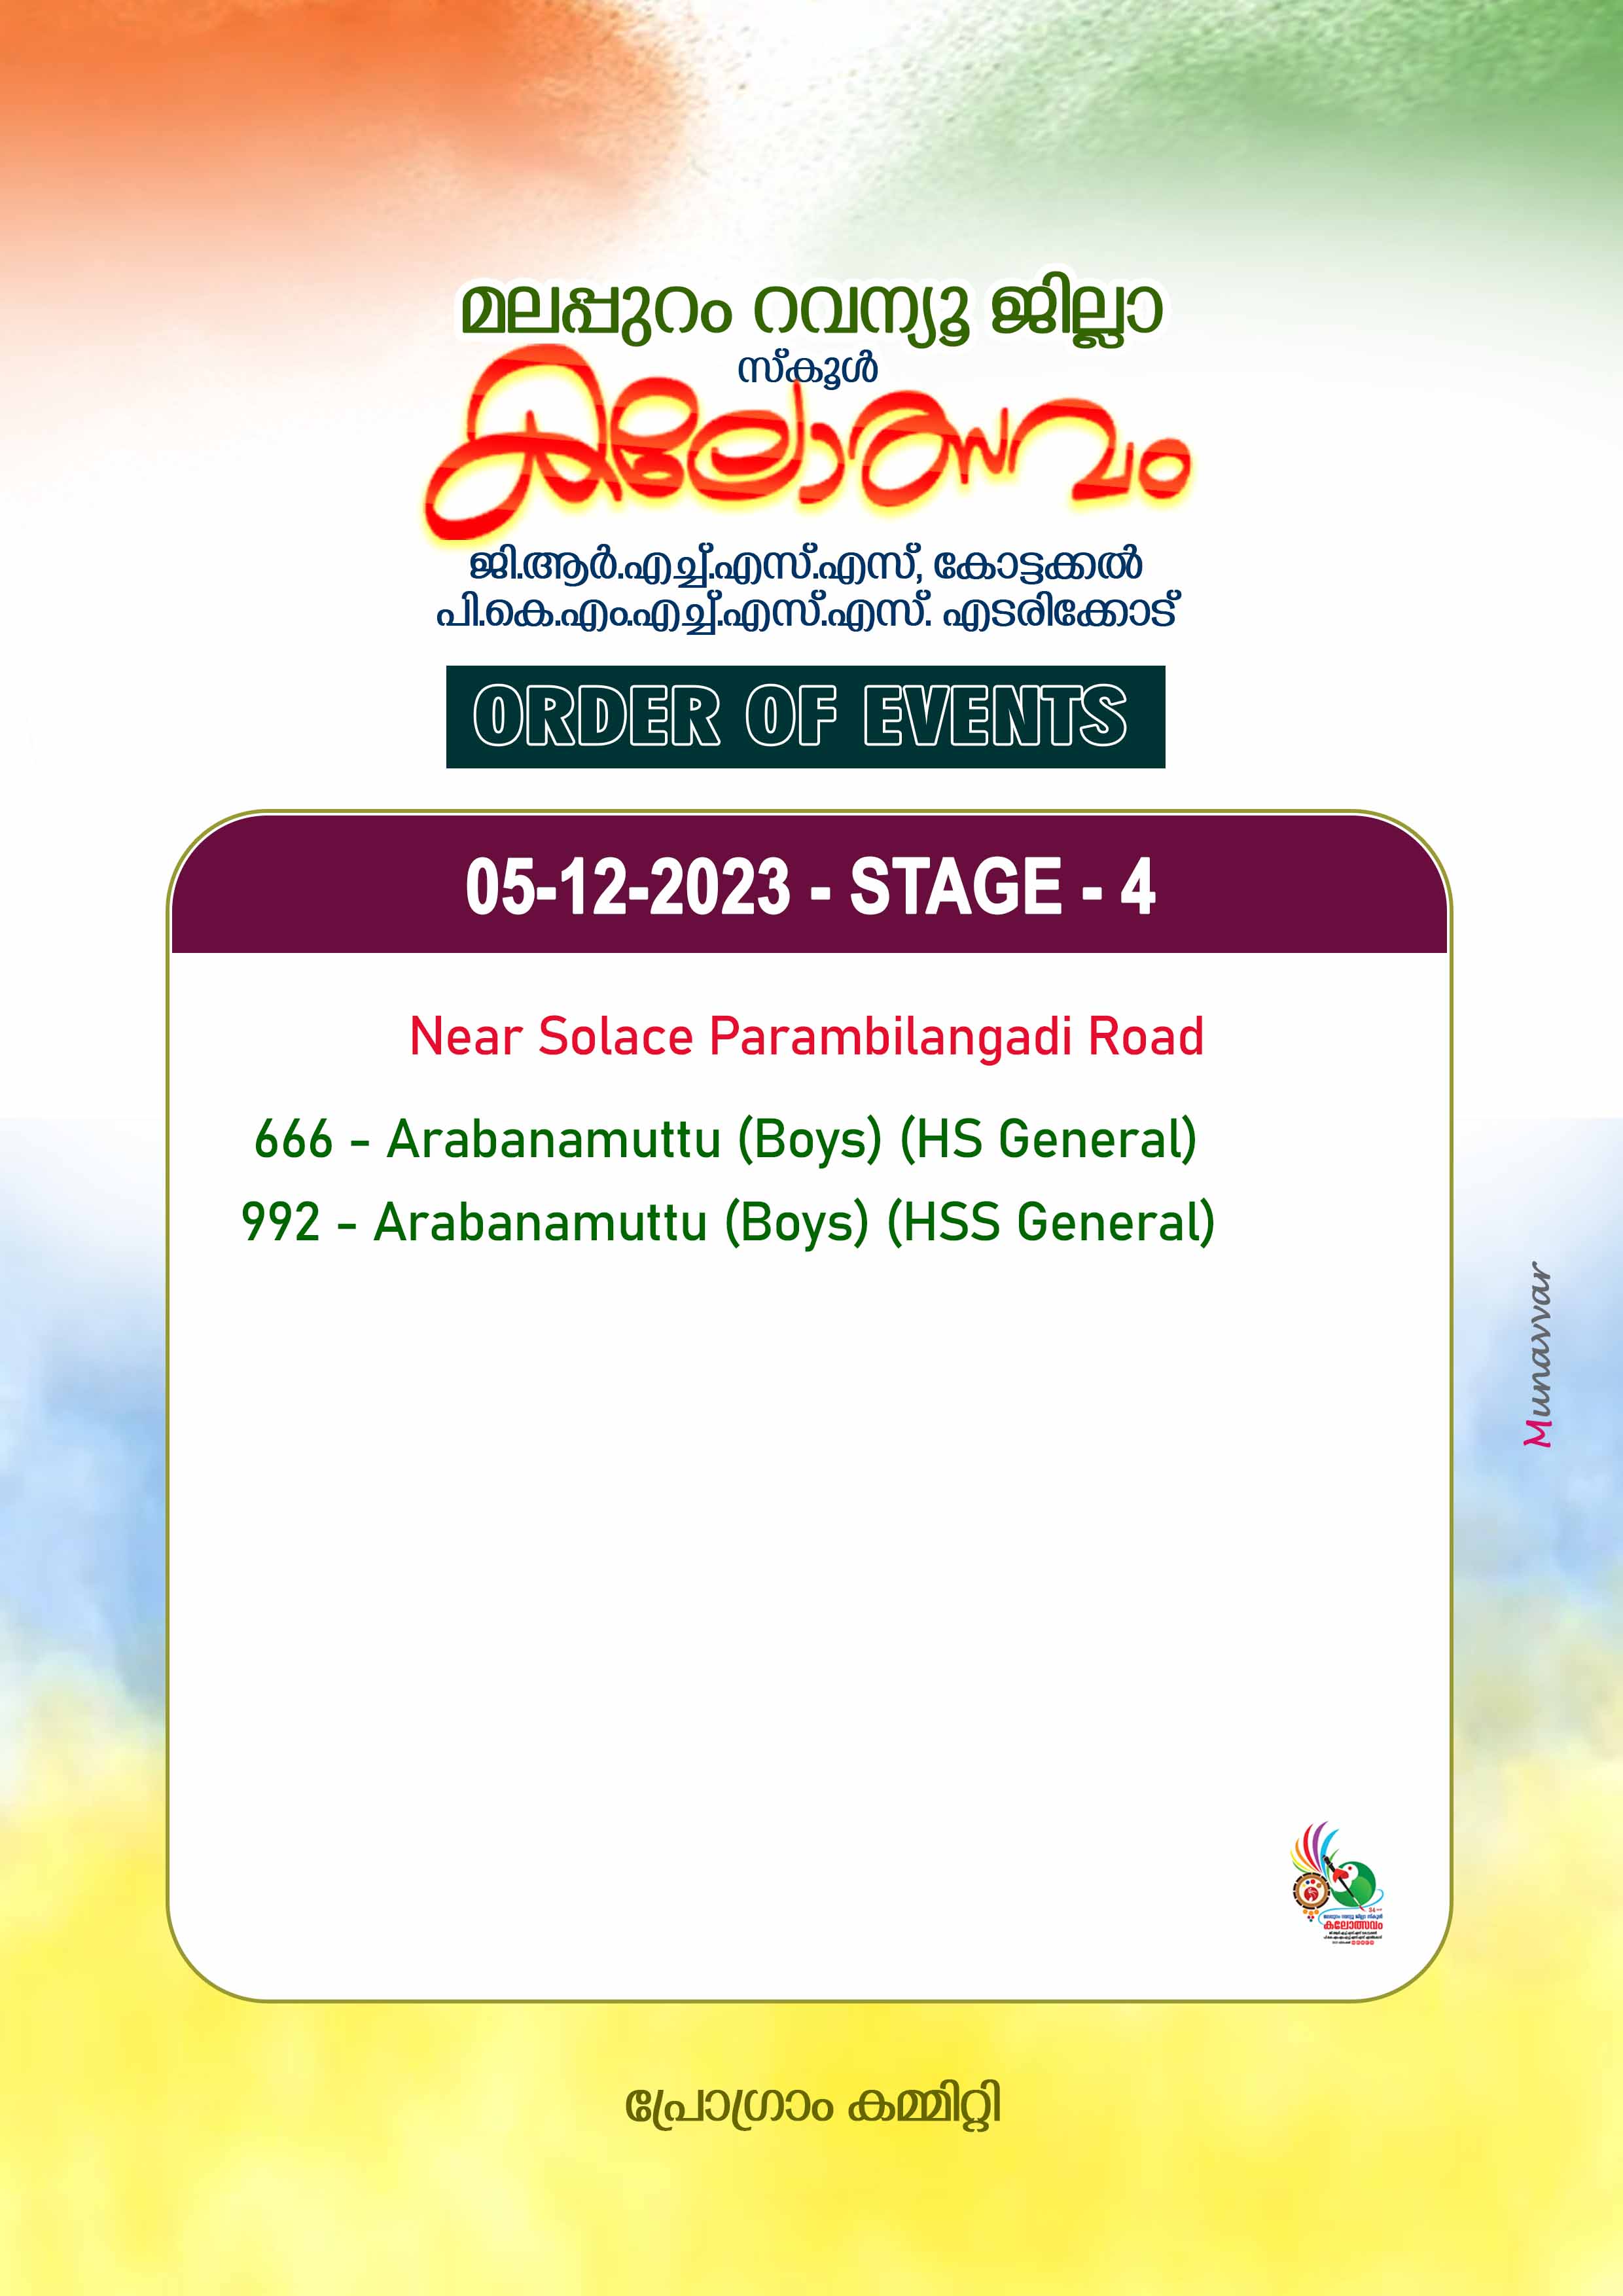 മലപ്പുറം റവന്യൂ ജില്ലാ
സ്കൂൾ
കലോത്സവം
ജി.ആർ.എച്ച്.എസ്.എസ്, കോട്ടക്കൽ
പി.കെ.എം.എച്ച്.എസ്.എസ്. എടരിക്കോട്
ORDER OF EVENTS
05-12-2023 - STAGE - 4
Near Solace Parambilangadi Road
666 - Arabanamuttu (Boys) (HS General)
992 - Arabanamuttu (Boys) (HSS General)
Munavvar
കലോത്സവം
പ്രോഗ്രാം കമ്മിറ്റി